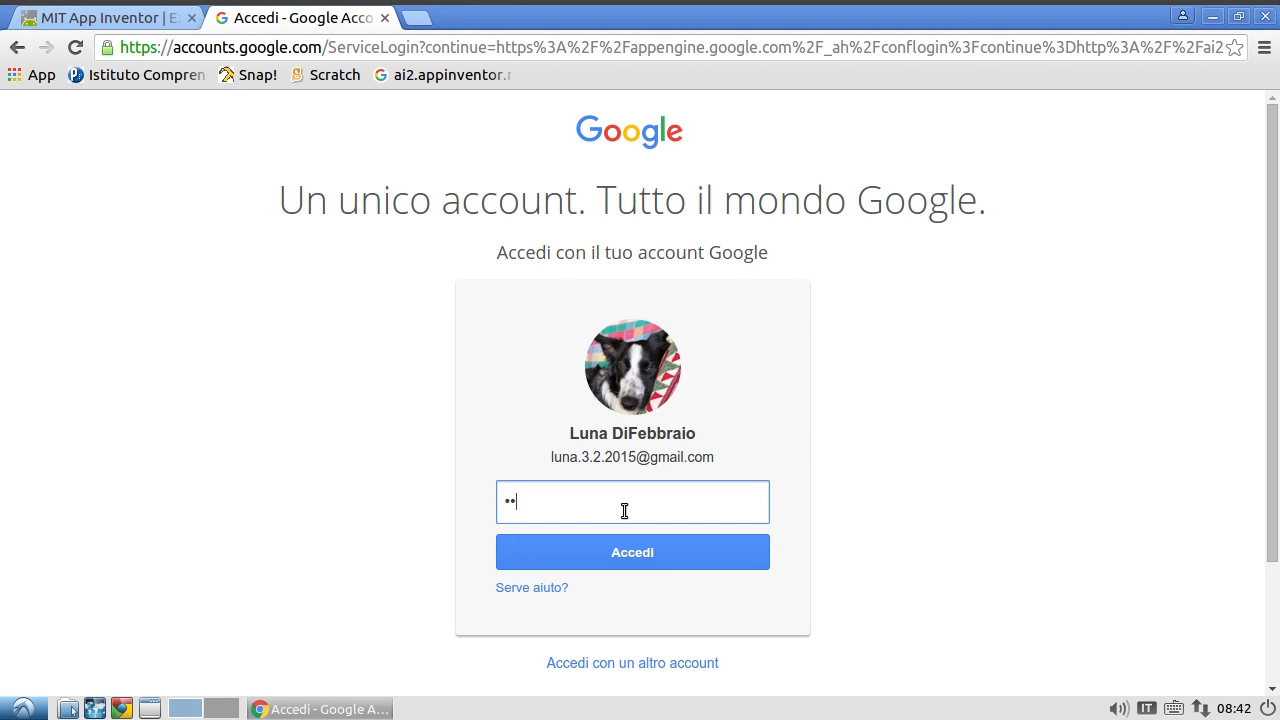 MIT App Inventor | E
Accedi - Google Acco
https://accounts.google.com/ServiceLogin?continue=https%3A%2F%2Fappengine.google.com%2F_ah%2Fconflogin%3Fcontinue%3Dhttp%3A%2F%2Fai2
App Istituto Compren Snap! Scratch ai2.appinventor.
Google
Un unico account. Tutto il mondo Google.
Accedi con il tuo account Google
Luna DiFebbraio
luna.3.2.2015@gmail.com
Accedi
Serve aiuto?
Accedi con un altro account
Accedi - Google A...
IT
08:42